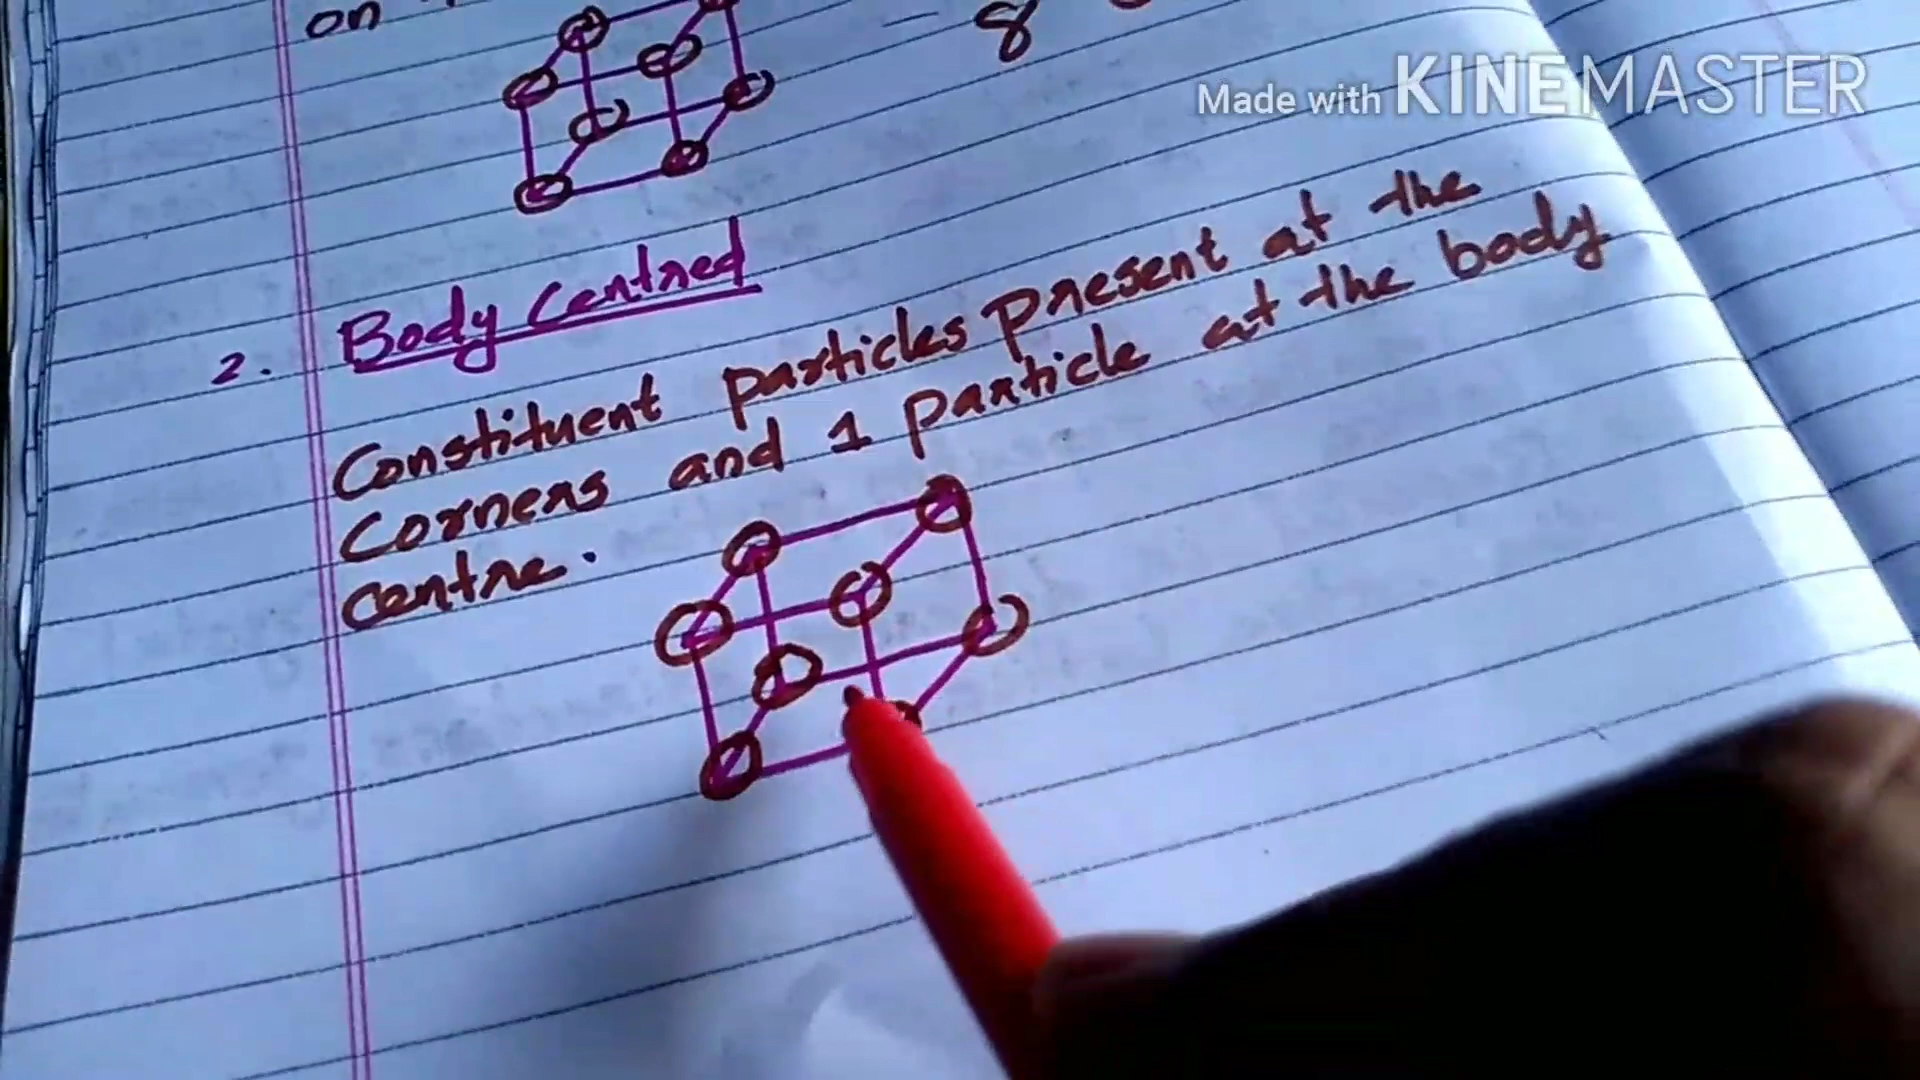 on
8
Made with KINEMASTER
2. Body Centred
Constituent particles present at the
corners and 1 particle at the body
centre.